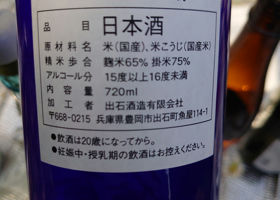 品目 日本酒
原材料名 米(国産)、米こうじ(国産米)
精米歩合 麹米65% 掛米75%
アルコール分 15度以上16度未満
内容量 720ml
加工者 出石酒造有限会社
〒668-0215 兵庫県豊岡市出石町魚屋114-1
●飲酒は20歳になってから。
●妊娠中・授乳期の飲酒はお控えください。